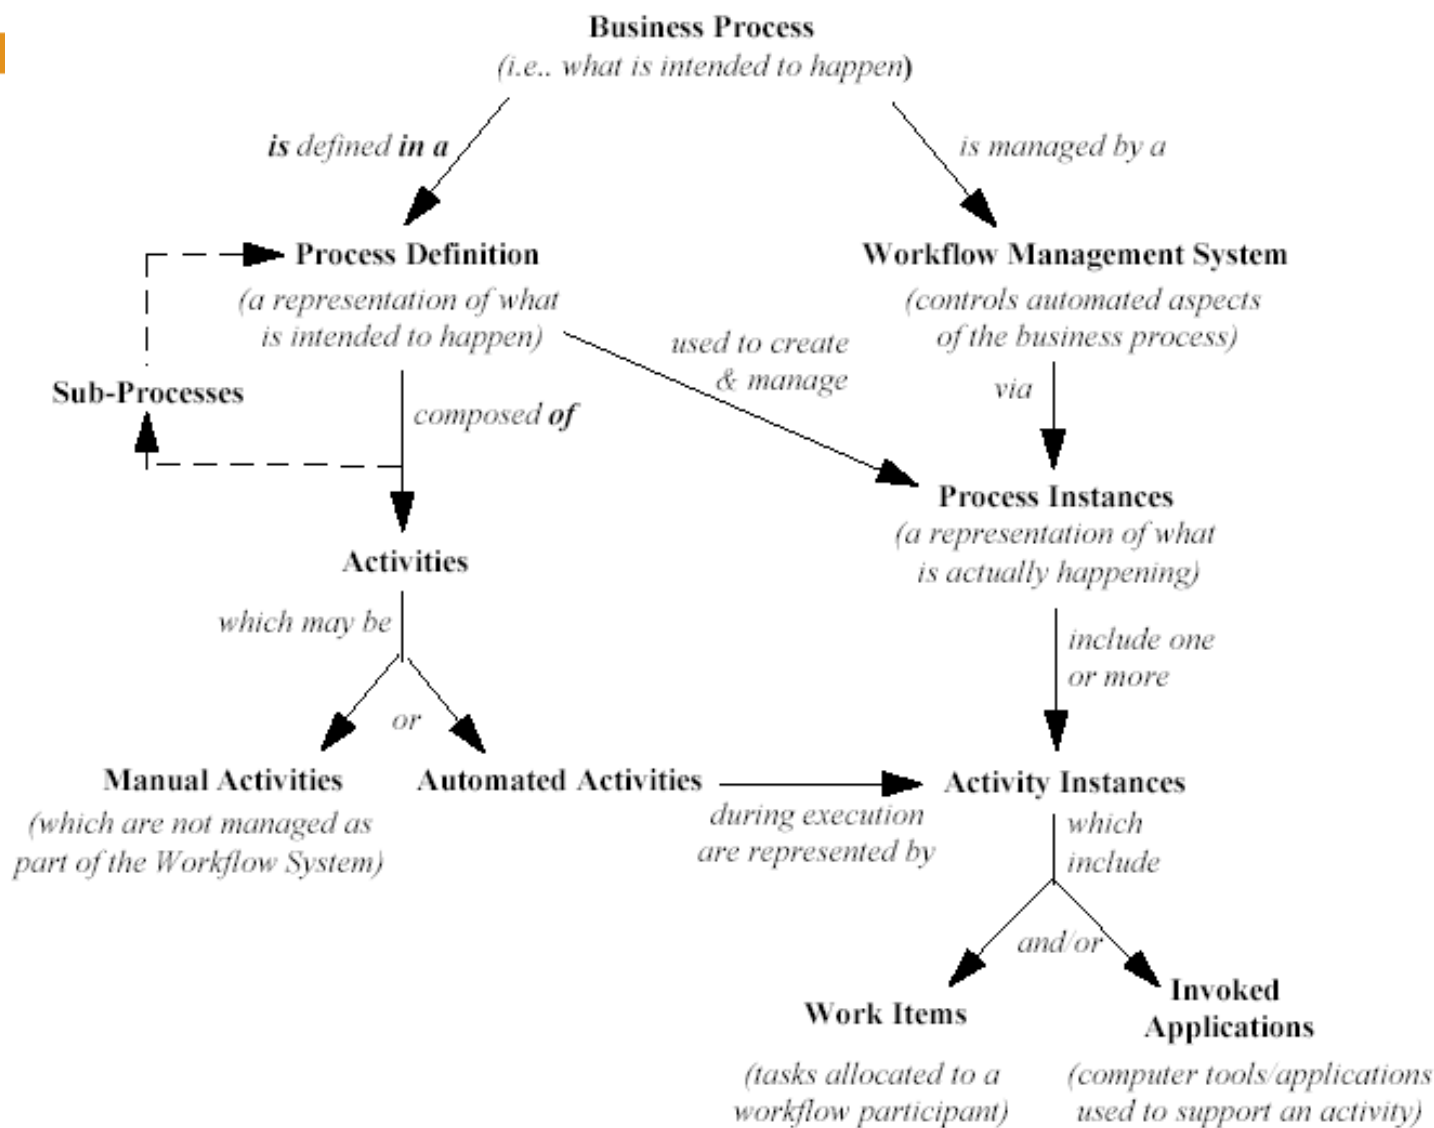 Business Process
(i.e.. what is intended to happen)
is defined in a
is managed by a
Process Definition
(a representation of what
is intended to happen)
Workflow Management System
(controls automated aspects
of the business process)
used to create
& manage
via
Sub-Processes
composed of
Process Instances
(a representation of what
is actually happening)
Activities
which may be
or
include one
or more
Manual Activities
(which are not managed as
part of the Workflow System)
Automated Activities
during execution
are represented by
Activity Instances
which
include
and/or
Work Items
(tasks allocated to a
workflow participant)
Invoked
Applications
(computer tools/applications
used to support an activity)